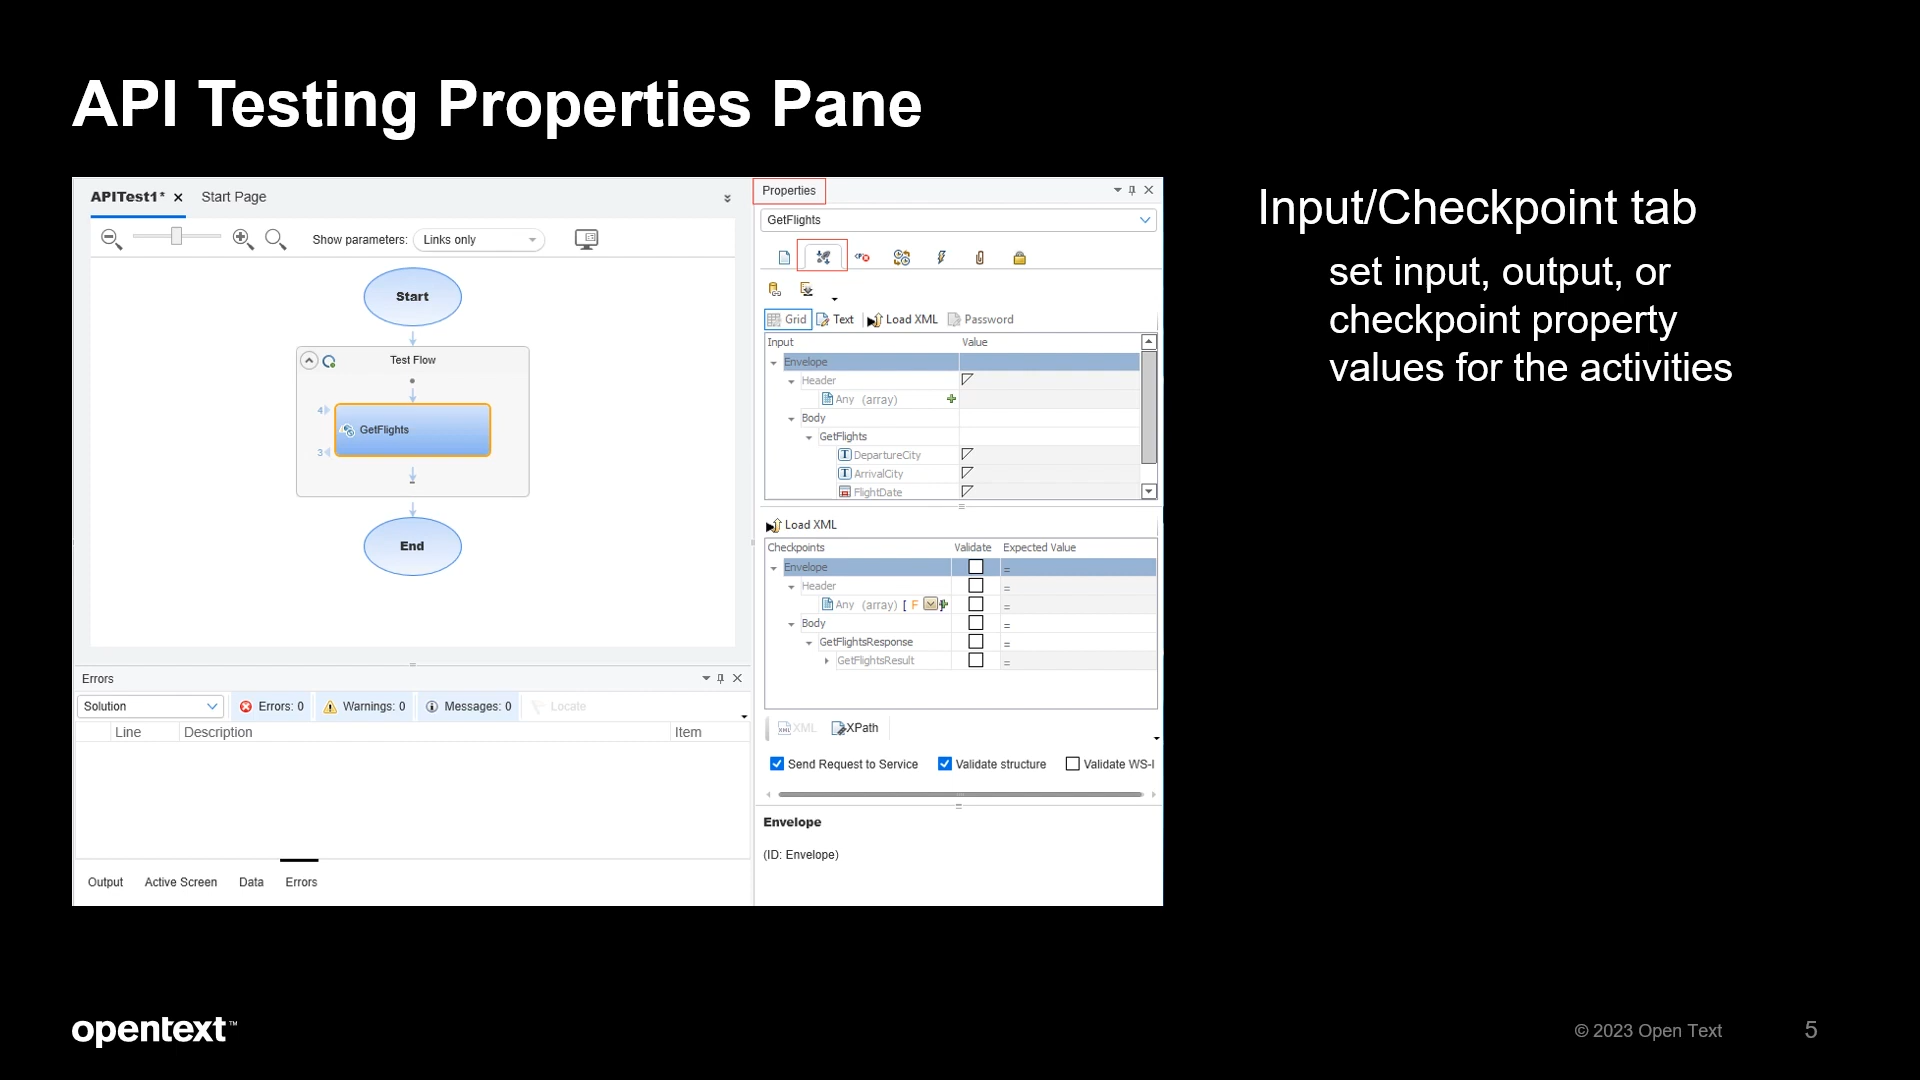 API Testing Properties Pane
APITest1*
Start Page
Show parameters:
Links only
Start
Test Flow
4
GetFlights
3
End
Errors
Solution
Errors: 0
Warnings: 0
Messages: 0
Locate
Line
Description
Item
Output
Active Screen
Data
Errors
Properties
GetFlights
Grid
Text
Load XML
Password
Input
Value
Envelope
Header
Any (array)
Body
GetFlights
T DepartureCity
T ArrivalCity
FlightDate
Load XML
Checkpoints
Validate
Expected Value
Envelope =
Header =
Any (array) [ F =
Body =
GetFlightsResponse =
GetFlightsResult =
XML
XPath
Send Request to Service
Validate structure
Validate WS-I
Envelope
(ID: Envelope)
Input/Checkpoint tab
set input, output, or
checkpoint property
values for the activities
opentext™
© 2023 Open Text
5